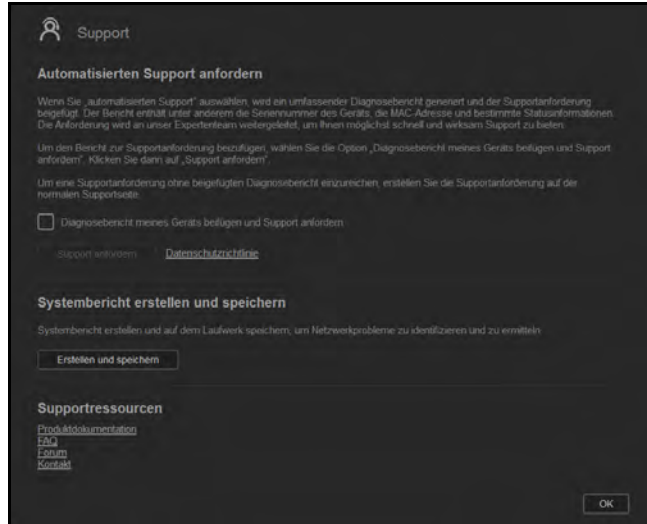 Support
Automatisierten Support anfordern
Wenn Sie „automatisierten Support" auswählen, wird ein umfassender Diagnosebericht generiert und der Supportanforderung
beigefügt. Der Bericht enthält unter anderem die Seriennummer des Geräts, die MAC-Adresse und bestimmte Statusinformationen.
Die Anforderung wird an unser Expertenteam weitergeleitet, um Ihnen möglichst schnell und wirksam Support zu bieten.
Um den Bericht zur Supportanforderung beizufügen, wählen Sie die Option „Diagnosebericht meines Geräts beifügen und Support
anfordern". Klicken Sie dann auf „Support anfordern".
Um eine Supportanforderung ohne beigefügten Diagnosebericht einzureichen, erstellen Sie die Supportanforderung auf der
normalen Supportseite.
Diagnosebericht meines Geräts beifügen und Support anfordern
Support anfordern Datenschutzrichtlinie
Systembericht erstellen und speichern
Systembericht erstellen und auf dem Laufwerk speichern, um Netzwerkprobleme zu identifizieren und zu ermitteln
Erstellen und speichern
Supportressourcen
Produktdokumentation
FAQ
Forum
Kontakt
OK